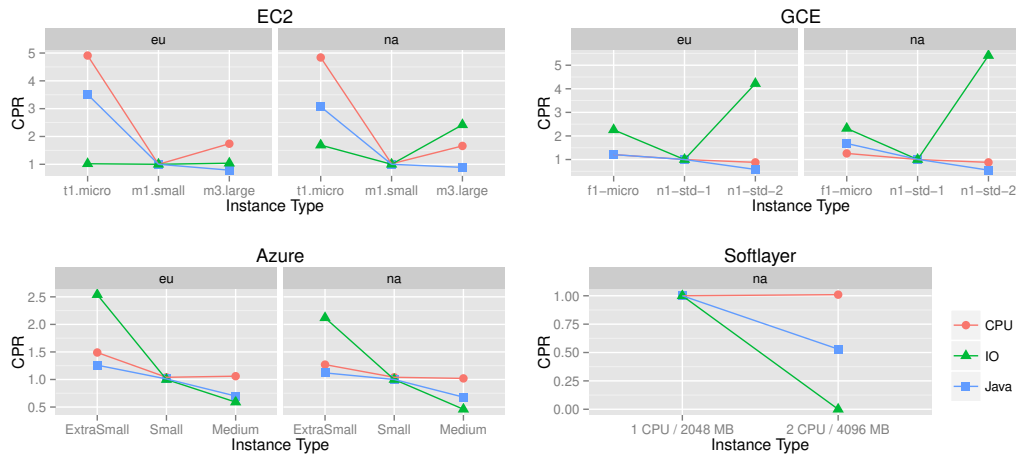 EC2
eu
na
CPR
5
4
3
2
1
t1.micro
m1.small
m3.large
t1.micro
m1.small
m3.large
Instance Type
GCE
eu
na
CPR
5
4
3
2
1
f1-micro
n1-std-1
n1-std-2
f1-micro
n1-std-1
n1-std-2
Instance Type
Azure
eu
na
CPR
2.5
2.0
1.5
1.0
0.5
ExtraSmall
Small
Medium
ExtraSmall
Small
Medium
Instance Type
Softlayer
na
CPR
1.00
0.75
0.50
0.25
0.00
1 CPU / 2048 MB
2 CPU / 4096 MB
Instance Type
CPU
IO
Java